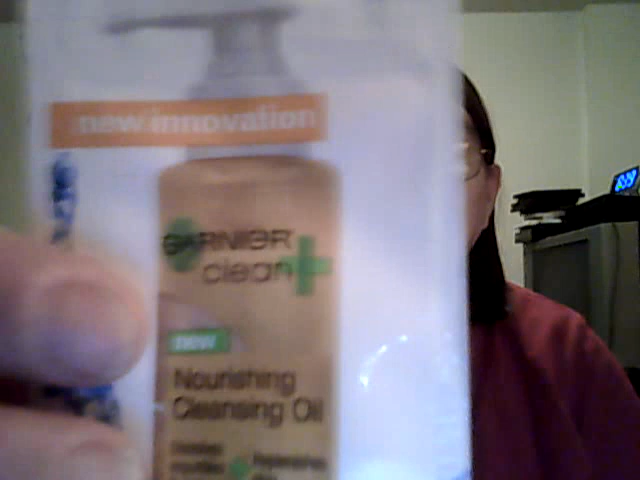 new innovation
GARNIER
clean+
new
Nourishing
Cleansing Oil